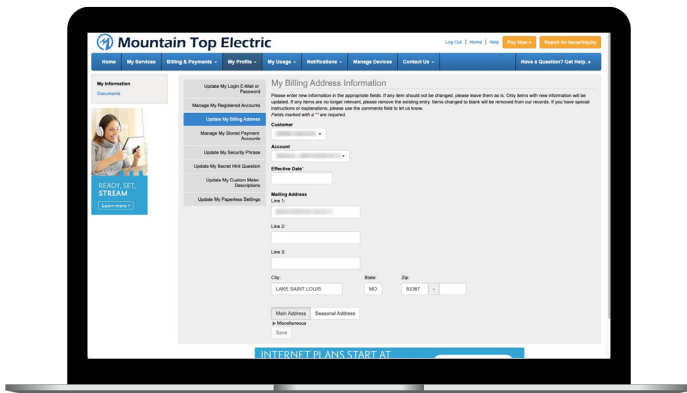 Mountain Top Electric
Log Out | Home | Help
Pay Now »
Report An Issue/Inquiry
Home
My Services
Billing & Payments
My Profile
My Usage
Notifications
Manage Devices
Contact Us
Have a Question? Get Help. »
My Information
Documents
READY, SET,
STREAM
Learn more >
Update My Login E-Mail or
Password
Manage My Registered Accounts
Update My Billing Address
Manage My Stored Payment
Accounts
Update My Security Phrase
Update My Secret Hint Question
Update My Custom Meter
Descriptions
Update My Paperless Settings
My Billing Address Information
Please enter new information in the appropriate fields. If any item should not be changed, please leave them as is. Only items with new information will be
updated. If any items are no longer relevant, please remove the existing entry. Items changed to blank will be removed from our records. If you have special
instructions or explanations, please use the comments field to let us know.
Fields marked with a "*" are required.
Customer
Account
Effective Date*
Mailing Address
Line 1:
Line 2:
Line 3:
City: State: Zip:
LAKE SAINT LOUIS MO 63367 -
Main Address Seasonal Address
Miscellaneous
Save
INTERNET PLANS START AT